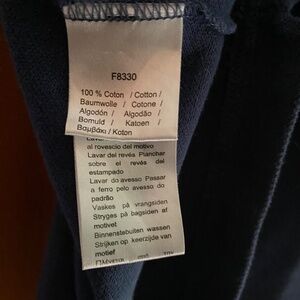 F8330
100 % Coton / Cotton /
Baumwolle / Cotone /
Algodón / Algodão /
Bomuld / Katoen /
Βαμβάκι / Koton
al rovescio del motivo
Lavar del revés Planchar
sobre el revés del
estampado
Lavar do avesso Passar
a ferro pelo avesso do
padrão
Vaskes på vrangsiden
Stryges på bagsiden af
motivet
Binnenstebuiten wassen
Strijken op keerzijde van
motief